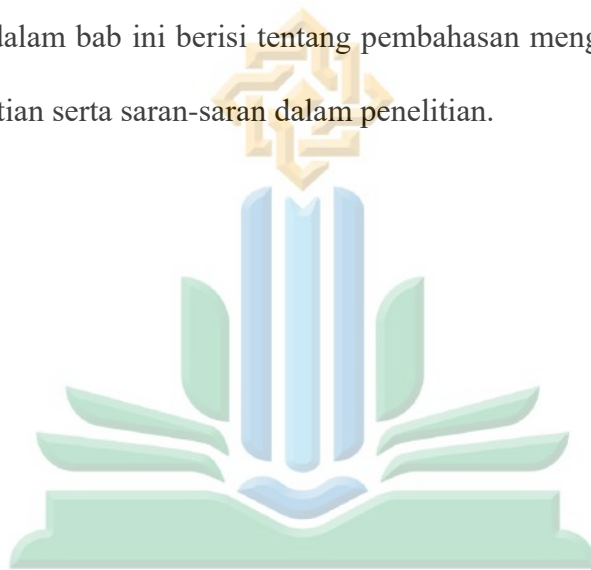 dalam bab ini berisi tentang pembahasan meng
tian serta saran-saran dalam penelitian.